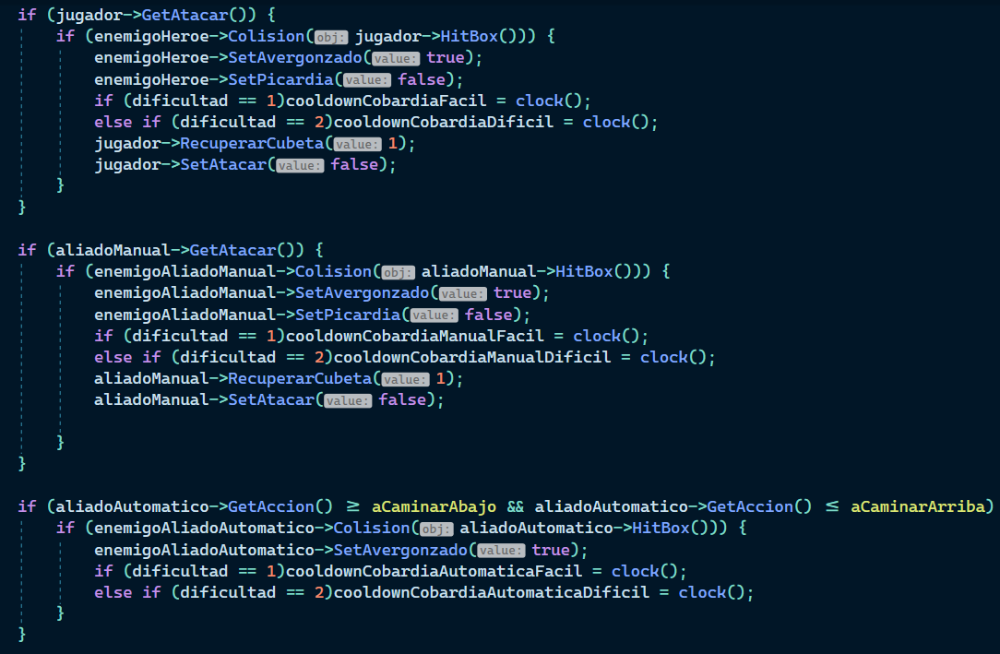 if (jugador->GetAtacar()) {
if (enemigoHeroe->Colision(obj: jugador->HitBox())) {
enemigoHeroe->SetAvergonzado(value: true);
enemigoHeroe->SetPicardia(value: false);
if (dificultad == 1)cooldownCobardiaFacil = clock();
else if (dificultad == 2)cooldownCobardiaDificil = clock();
jugador->RecuperarCubeta(value: 1);
jugador->SetAtacar(value: false);
}
}
if (aliadoManual->GetAtacar()) {
if (enemigoAliadoManual->Colision(obj: aliadoManual->HitBox())) {
enemigoAliadoManual->SetAvergonzado(value: true);
enemigoAliadoManual->SetPicardia(value: false);
if (dificultad == 1)cooldownCobardiaManualFacil = clock();
else if (dificultad == 2)cooldownCobardiaManualDificil = clock();
aliadoManual->RecuperarCubeta(value: 1);
aliadoManual->SetAtacar(value: false);
}
}
if (aliadoAutomatico->GetAccion() ≥ aCaminarAbajo && aliadoAutomatico->GetAccion() ≤ aCaminarArriba)
if (enemigoAliadoAutomatico->Colision(obj: aliadoAutomatico->HitBox())) {
enemigoAliadoAutomatico->SetAvergonzado(value: true);
if (dificultad == 1)cooldownCobardiaAutomaticaFacil = clock();
else if (dificultad == 2)cooldownCobardiaAutomaticaDificil = clock();
}
}